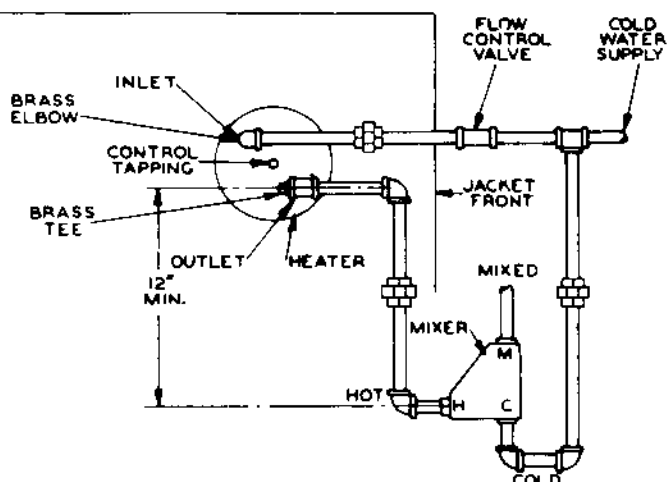 FLOW
CONTROL
VALVE
COLD
WATER
SUPPLY
INLET
BRASS
ELBOW
CONTROL
TAPPING
BRASS
TEE
OUTLET
HEATER
JACKET
FRONT
12"
MIN.
MIXED
MIXER
M
HOT
H
C
COLD